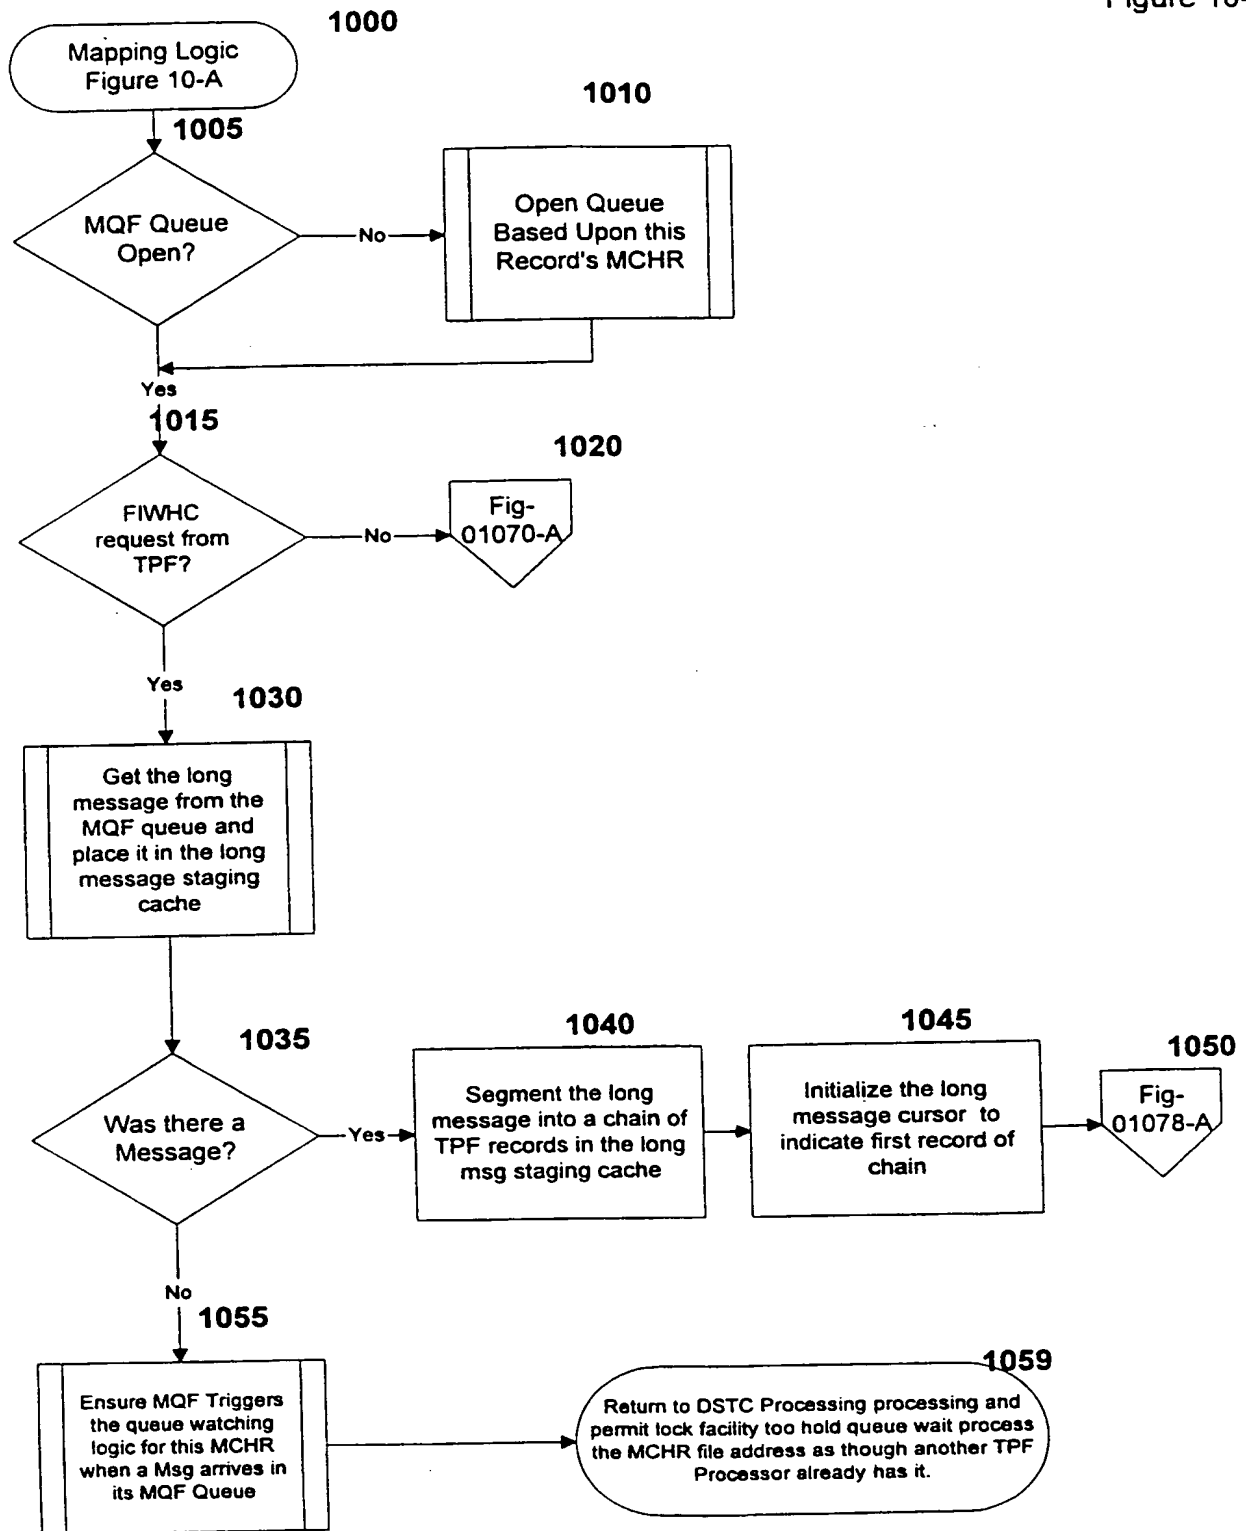 Figure 10-
1000
Mapping Logic
Figure 10-A
1005
1010
MQF Queue
Open?
No
Open Queue
Based Upon this
Record's MCHR
Yes
1015
1020
FIWHC
request from
TPF?
No
Fig-
01070-A
Yes
1030
Get the long
message from the
MQF queue and
place it in the long
message staging
cache
1035
Was there a
Message?
Yes
1040
Segment the long
message into a chain of
TPF records in the long
msg staging cache
1045
Initialize the long
message cursor to
indicate first record of
chain
1050
Fig-
01078-A
No
1055
Ensure MQF Triggers
the queue watching
logic for this MCHR
when a Msg arrives in
its MQF Queue
1059
Return to DSTC Processing processing and
permit lock facility too hold queue wait process
the MCHR file address as though another TPF
Processor already has it.